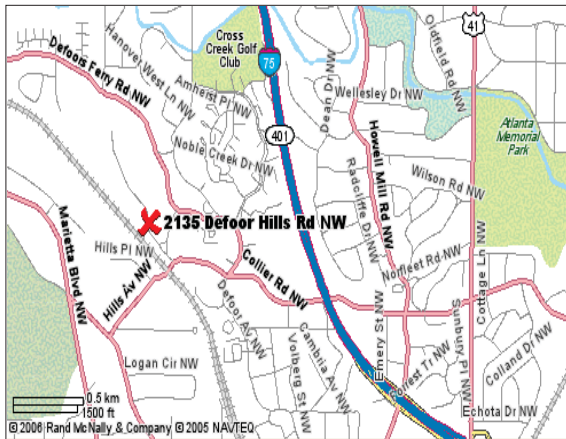 Cross
Creek Golf
Club
75
41
401
Defoors Ferry Rd NW
Hanover West Ln NW
Amherst Pl NW
Noble Creek Dr NW
Dean Dr NW
Wellesley Dr NW
Oldfield Rd NW
Atlanta
Memorial
Park
Howell Mill Rd NW
Radcliffe Dr NW
Wilson Rd NW
Norfleet Rd NW
Cottage Ln NW
2135 Defoor Hills Rd NW
Marietta Blvd NW
Hills Pl NW
Hills Av NW
Collier Rd NW
Defoor Av NW
Volberg St NW
Cambria Av NW
Emery St NW
Forrest Tr NW
Sunbury Pl NW
Colland Dr NW
Echota Dr NW
Logan Cir NW
0.5 km
1500 ft
© 2006 Rand McNally & Company © 2005 NAVTEQ